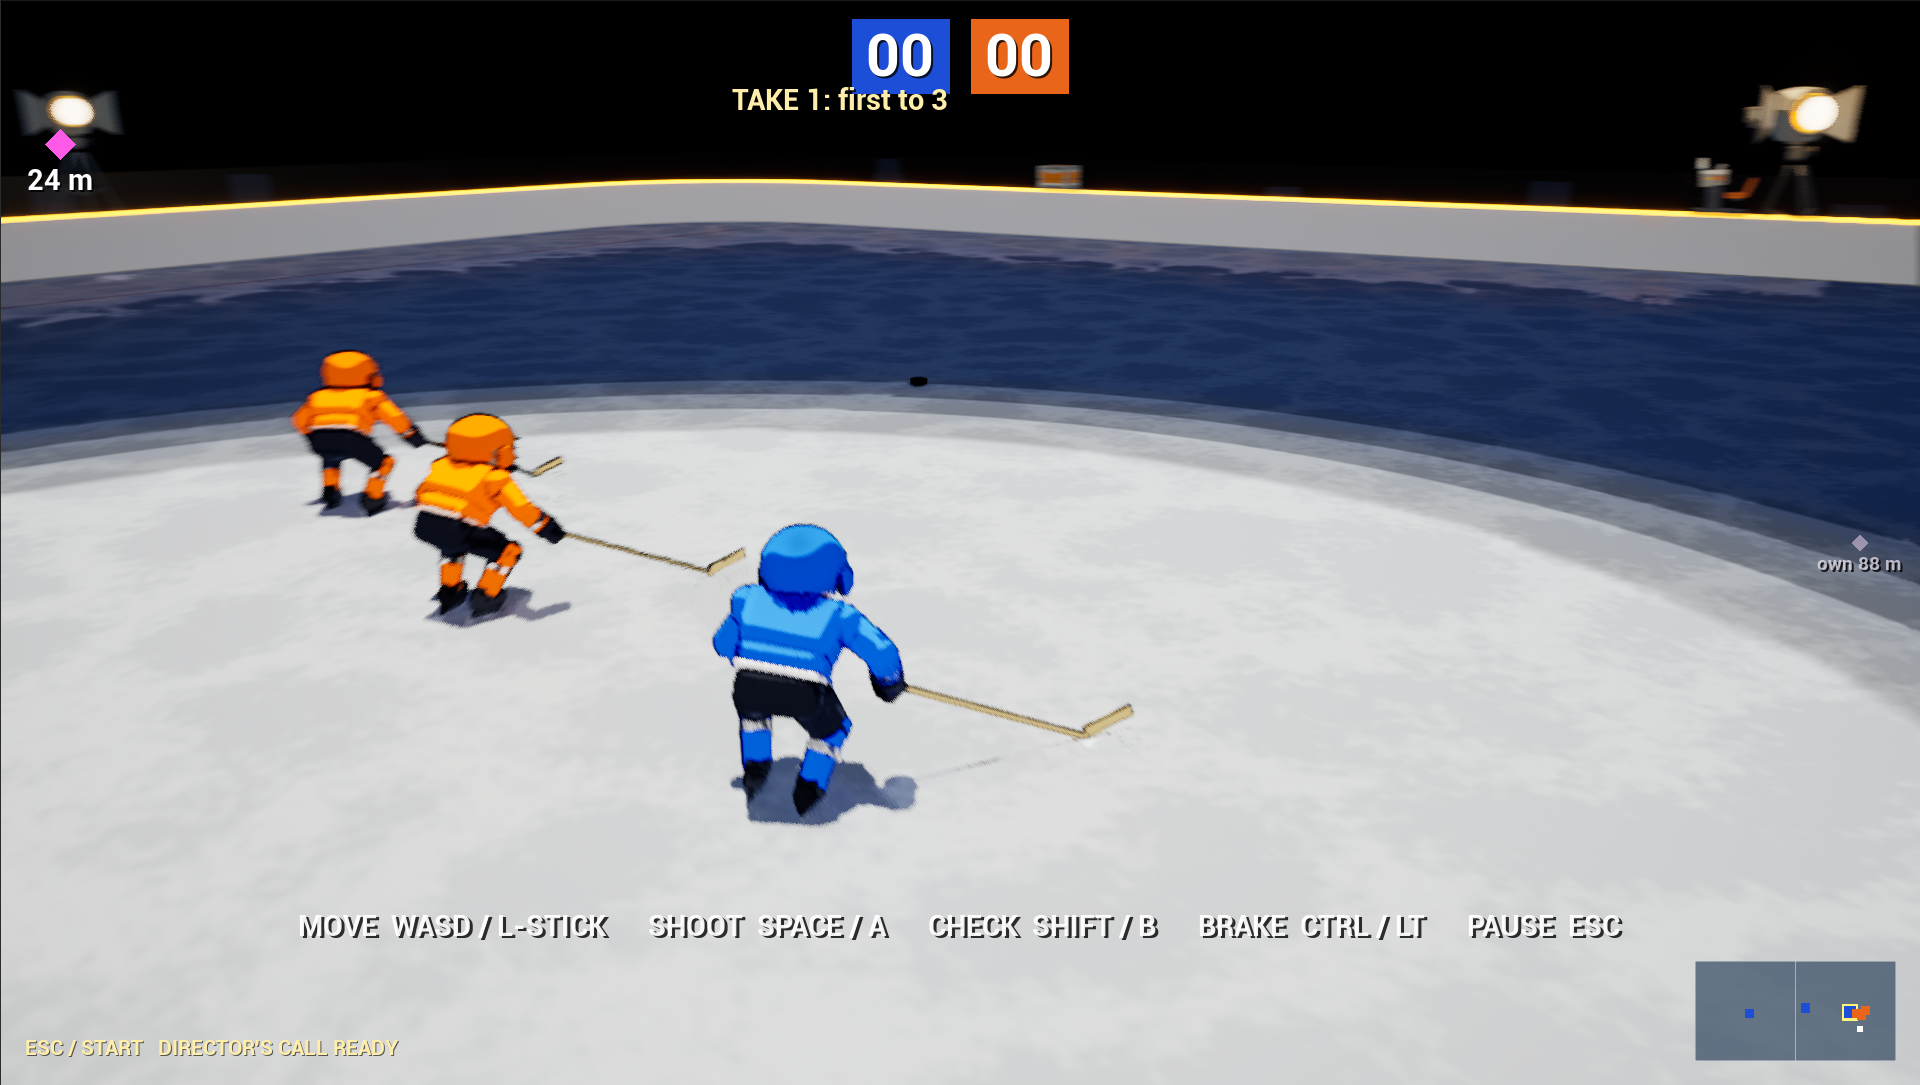 00 00
TAKE 1: first to 3
24 m
own 88 m
MOVE WASD / L-STICK SHOOT SPACE / A CHECK SHIFT / B BRAKE CTRL / LT PAUSE ESC
ESC / START DIRECTOR'S CALL READY